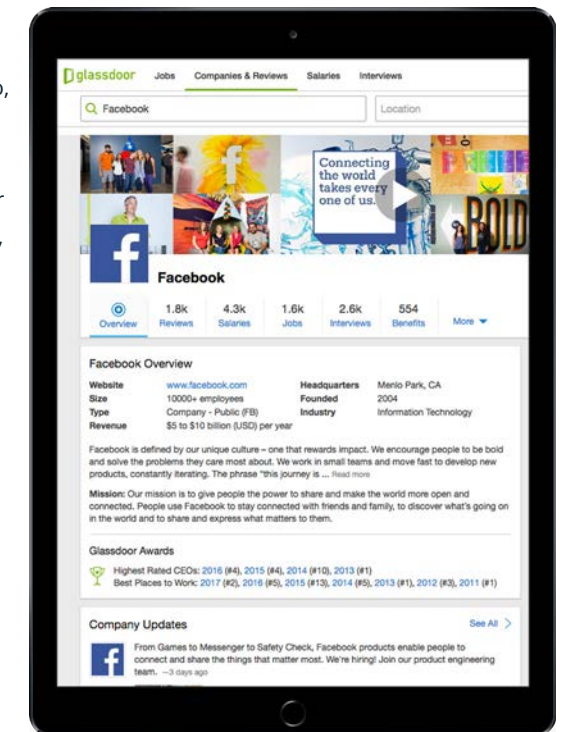 o,
r
glassdoor Jobs Companies & Reviews Salaries Interviews
Facebook Location
Connecting
the world
takes every
one of us.
BOLD
Facebook
1.8k 4.3k 1.6k 2.6k 554
Overview Reviews Salaries Jobs Interviews Benefits More
Facebook Overview
Website www.facebook.com Headquarters Menlo Park, CA
Size 10000+ employees Founded 2004
Type Company - Public (FB) Industry Information Technology
Revenue $5 to $10 billion (USD) per year
Facebook is defined by our unique culture – one that rewards impact. We encourage people to be bold
and solve the problems they care most about. We work in small teams and move fast to develop new
products, constantly iterating. The phrase "this journey is ... Read more
Mission: Our mission is to give people the power to share and make the world more open and
connected. People use Facebook to stay connected with friends and family, to discover what's going on
in the world and to share and express what matters to them.
Glassdoor Awards
Highest Rated CEOs: 2016 (#4), 2015 (#4), 2014 (#10), 2013 (#1)
Best Places to Work: 2017 (#2), 2016 (#5), 2015 (#13), 2014 (#5), 2013 (#1), 2012 (#3), 2011 (#1)
Company Updates See All
From Games to Messenger to Safety Check, Facebook products enable people to
connect and share the things that matter most. We're hiring! Join our product engineering
team. —3 days ago